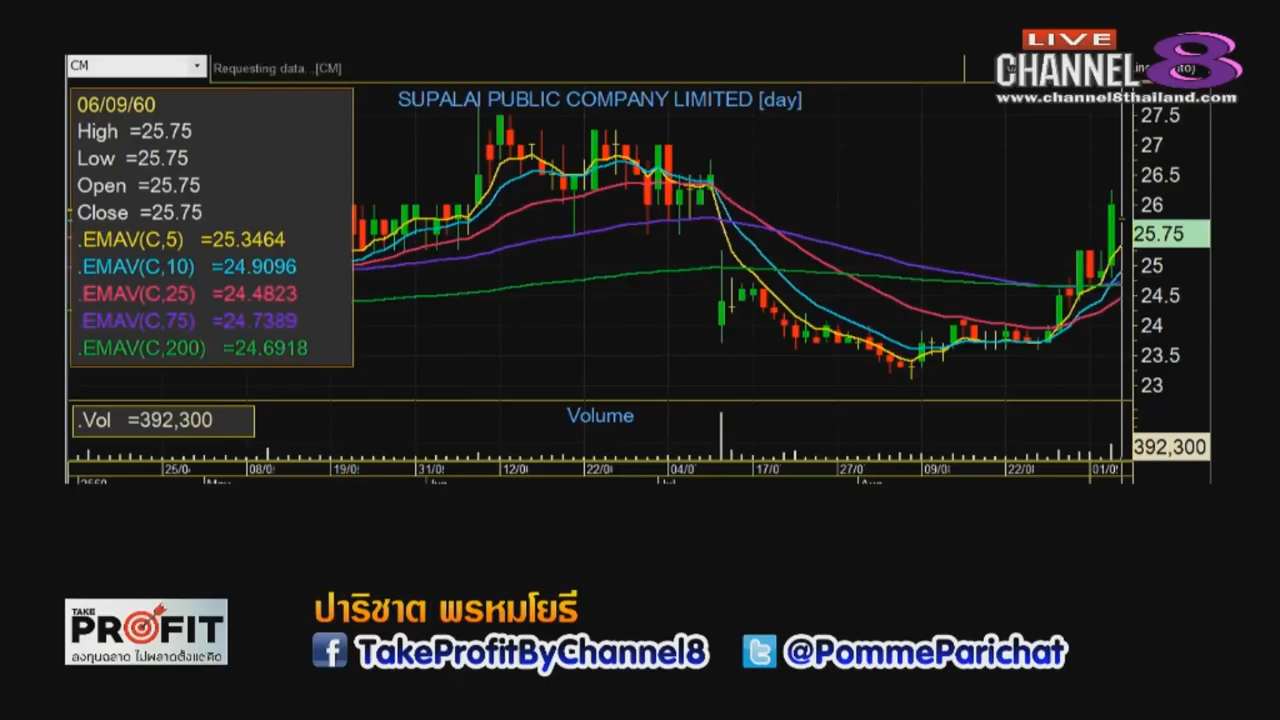 LIVE
CHANNEL 8
www.channel8thailand.com
CM
Requesting data...[CM]
SUPALAI PUBLIC COMPANY LIMITED [day]
06/09/60
High =25.75
Low =25.75
Open =25.75
Close =25.75
.EMAV(C,5) =25.3464
.EMAV(C,10) =24.9096
.EMAV(C,25) =24.4823
.EMAV(C,75) =24.7389
.EMAV(C,200) =24.6918
27.5
27
26.5
26
25.75
25
24.5
24
23.5
23
.Vol =392,300
Volume
392,300
25/0 08/0 19/0 31/0 12/0 22/0 04/0 17/0 27/0 09/0 22/0 01/0
2560 May Jun Jul Aug
TAKE
PROFIT
ลงทุนฉลาด ไม่พลาดตั้งแต่คิด
ปาริชาต พรหมโยธี
TakeProfitByChannel8
@PommeParichat